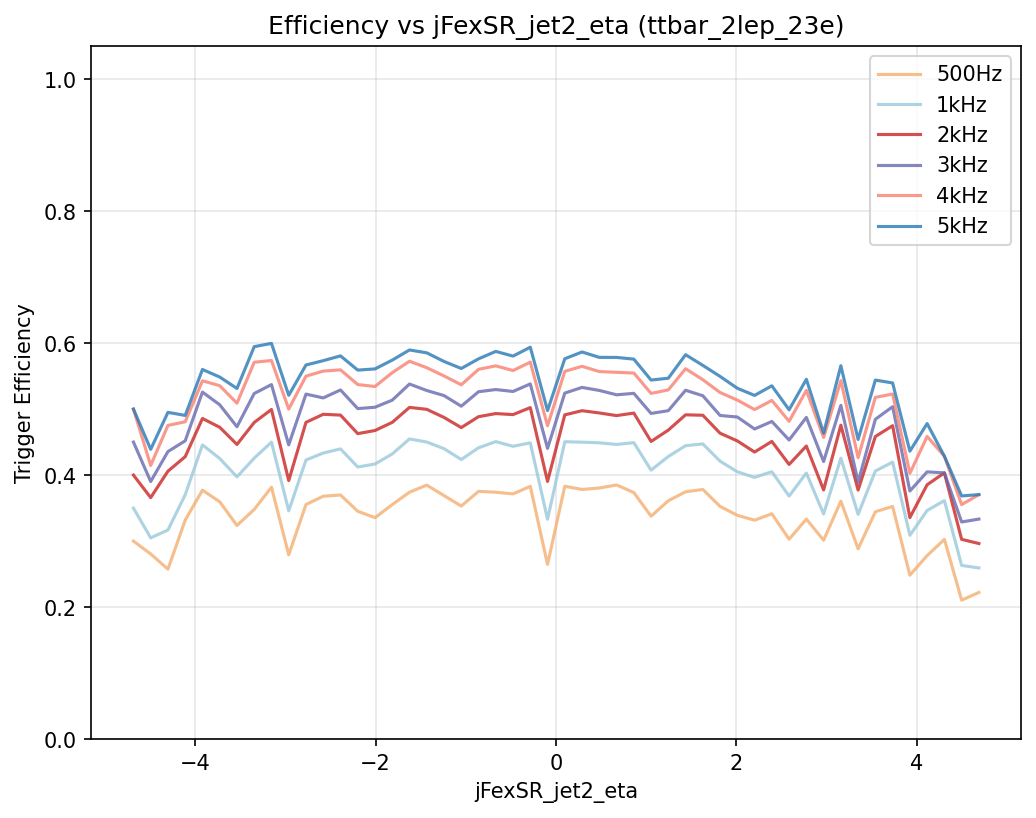 Efficiency vs jFexSR_jet2_eta (ttbar_2lep_23e)
500Hz
1kHz
2kHz
3kHz
4kHz
5kHz
Trigger Efficiency
1.0
0.8
0.6
0.4
0.2
0.0
−4
−2
0
2
4
jFexSR_jet2_eta